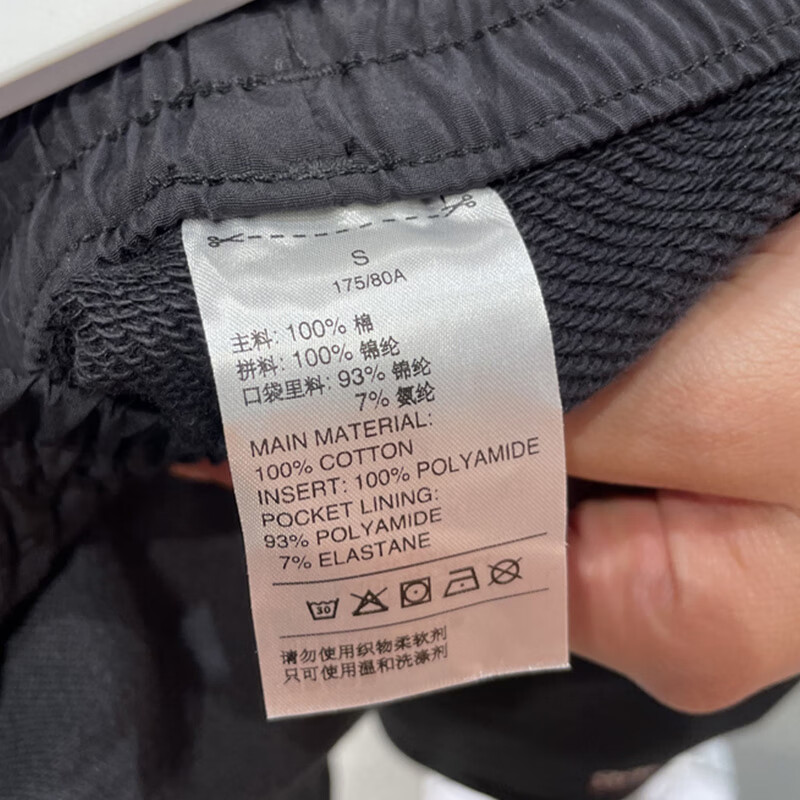 S
175/80A
主料: 100% 棉
拼料: 100% 锦纶
口袋里料: 93% 锦纶
7% 氨纶
MAIN MATERIAL:
100% COTTON
INSERT: 100% POLYAMIDE
POCKET LINING:
93% POLYAMIDE
7% ELASTANE
30
请勿使用织物柔软剂
只可使用温和洗涤剂